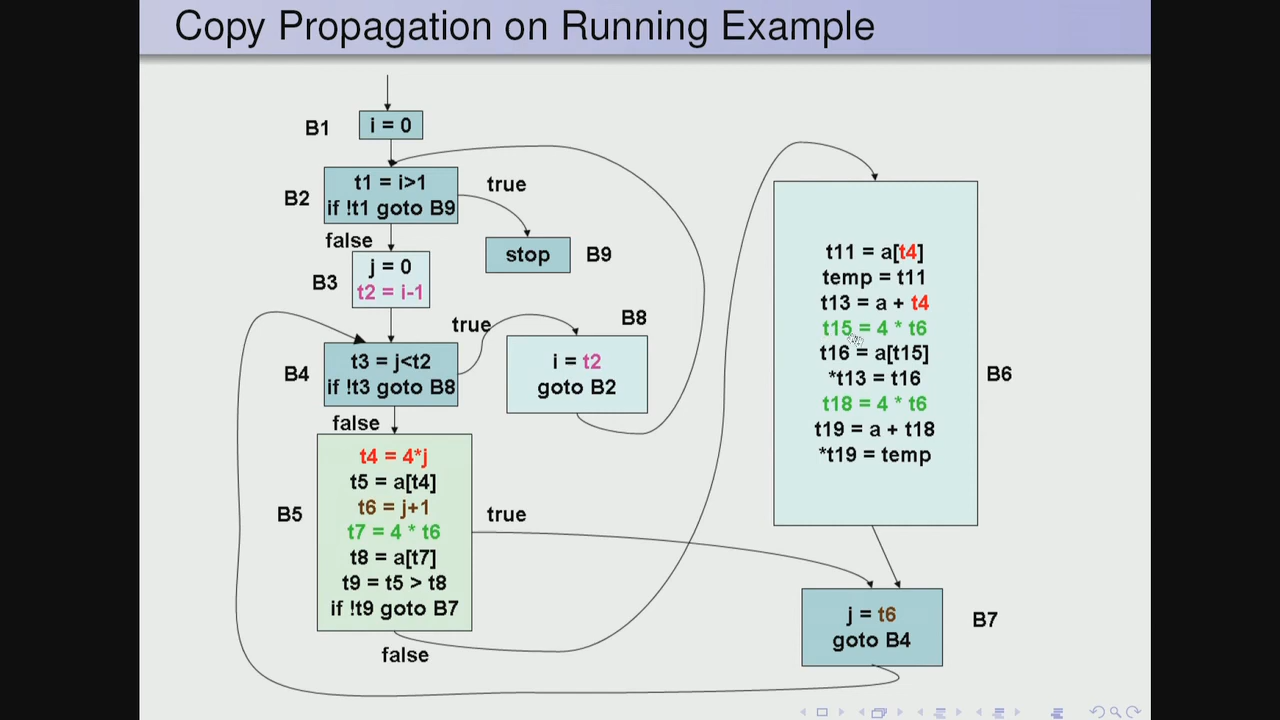 Copy Propagation on Running Example
B1
i = 0
B2
t1 = i>1
if !t1 goto B9
true
false
stop
B9
B3
j = 0
t2 = i-1
true
B8
i = t2
goto B2
B4
t3 = j<t2
if !t3 goto B8
false
B5
t4 = 4*j
t5 = a[t4]
t6 = j+1
t7 = 4 * t6
t8 = a[t7]
t9 = t5 > t8
if !t9 goto B7
true
false
t11 = a[t4]
temp = t11
t13 = a + t4
t15 = 4 * t6
t16 = a[t15]
*t13 = t16
t18 = 4 * t6
t19 = a + t18
*t19 = temp
B6
j = t6
goto B4
B7